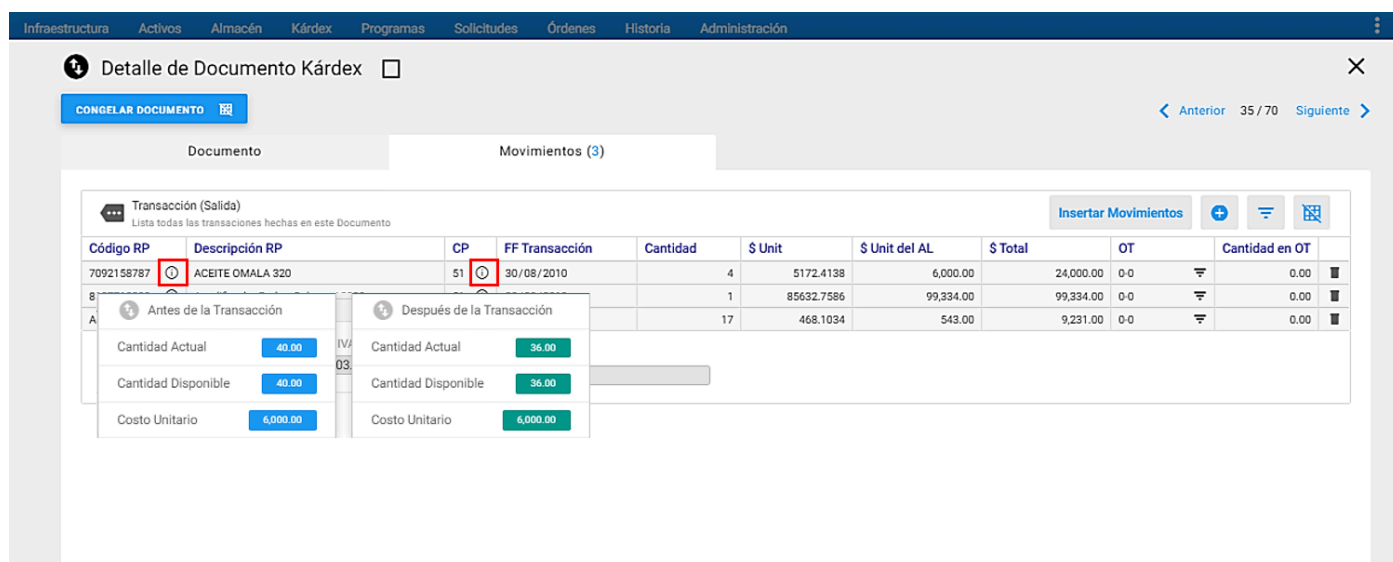 Infraestructura Activos Almacén Kárdex Programas Solicitudes Órdenes Historia Administración
Detalle de Documento Kárdex
CONGELAR DOCUMENTO
Anterior 35 / 70 Siguiente
Documento Movimientos (3)
Transacción (Salida)
Lista todas las transaciones hechas en este Documento
Insertar Movimientos
Código RP Descripción RP CP FF Transacción Cantidad $ Unit $ Unit del AL $ Total OT Cantidad en OT
7092158787 ACEITE OMALA 320 51 30/08/2010 4 5172.4138 6,000.00 24,000.00 0-0 0.00
8 1 85632.7586 99,334.00 99,334.00 0-0 0.00
A 17 468.1034 543.00 9,231.00 0-0 0.00
Antes de la Transacción
Cantidad Actual 40.00
Cantidad Disponible 40.00
Costo Unitario 6,000.00
IVA
03.
Después de la Transacción
Cantidad Actual 36.00
Cantidad Disponible 36.00
Costo Unitario 6,000.00